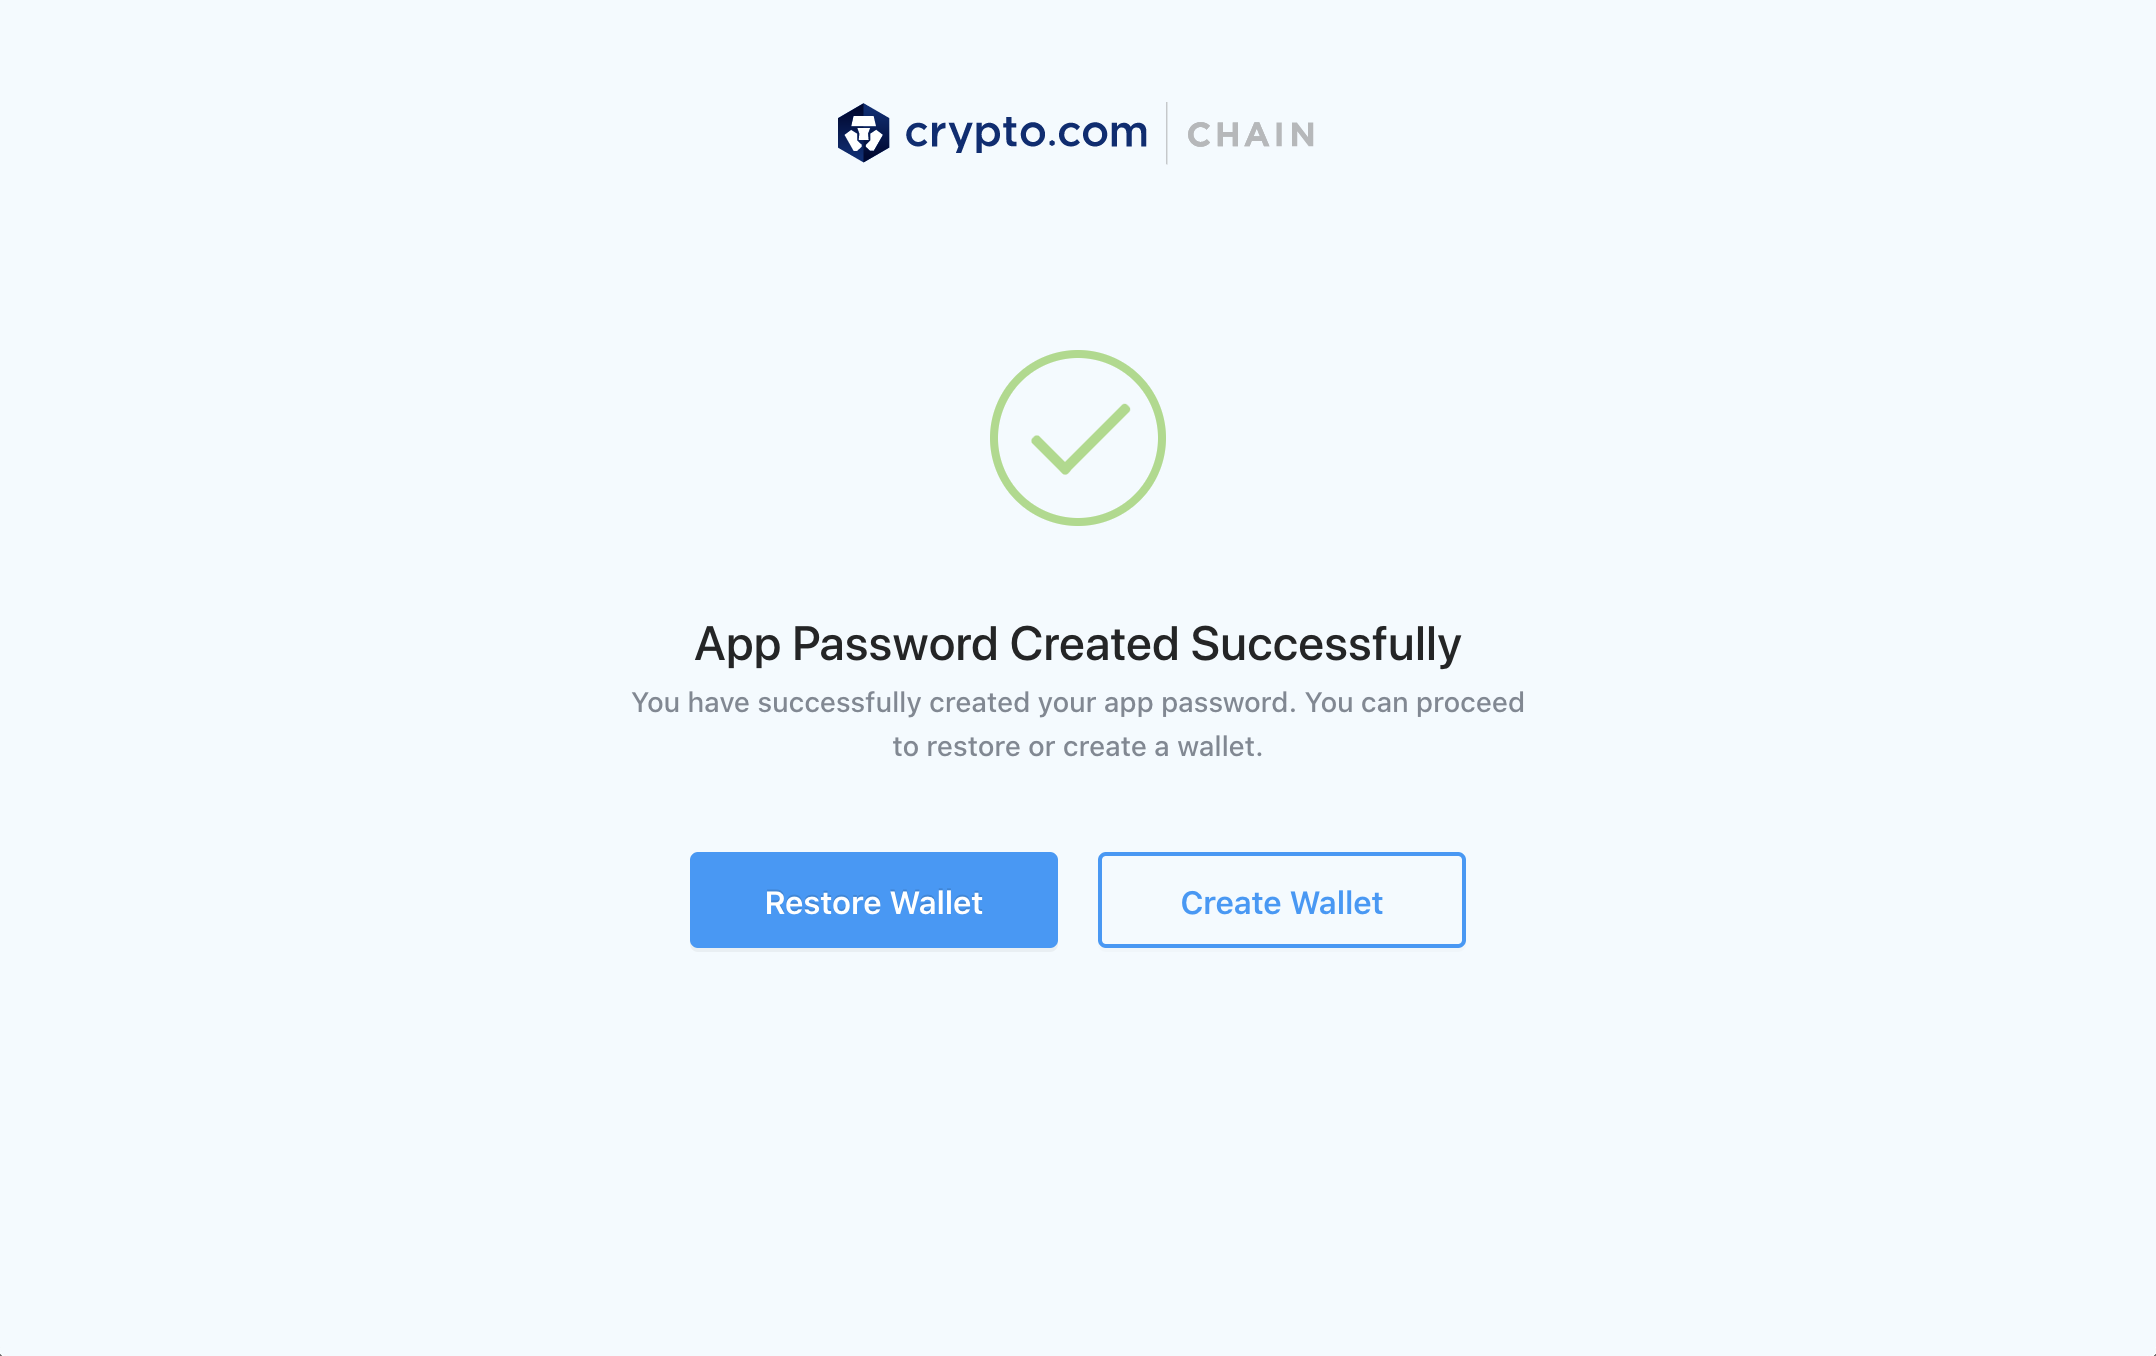 crypto.com CHAIN
App Password Created Successfully
You have successfully created your app password. You can proceed
to restore or create a wallet.
Restore Wallet Create Wallet